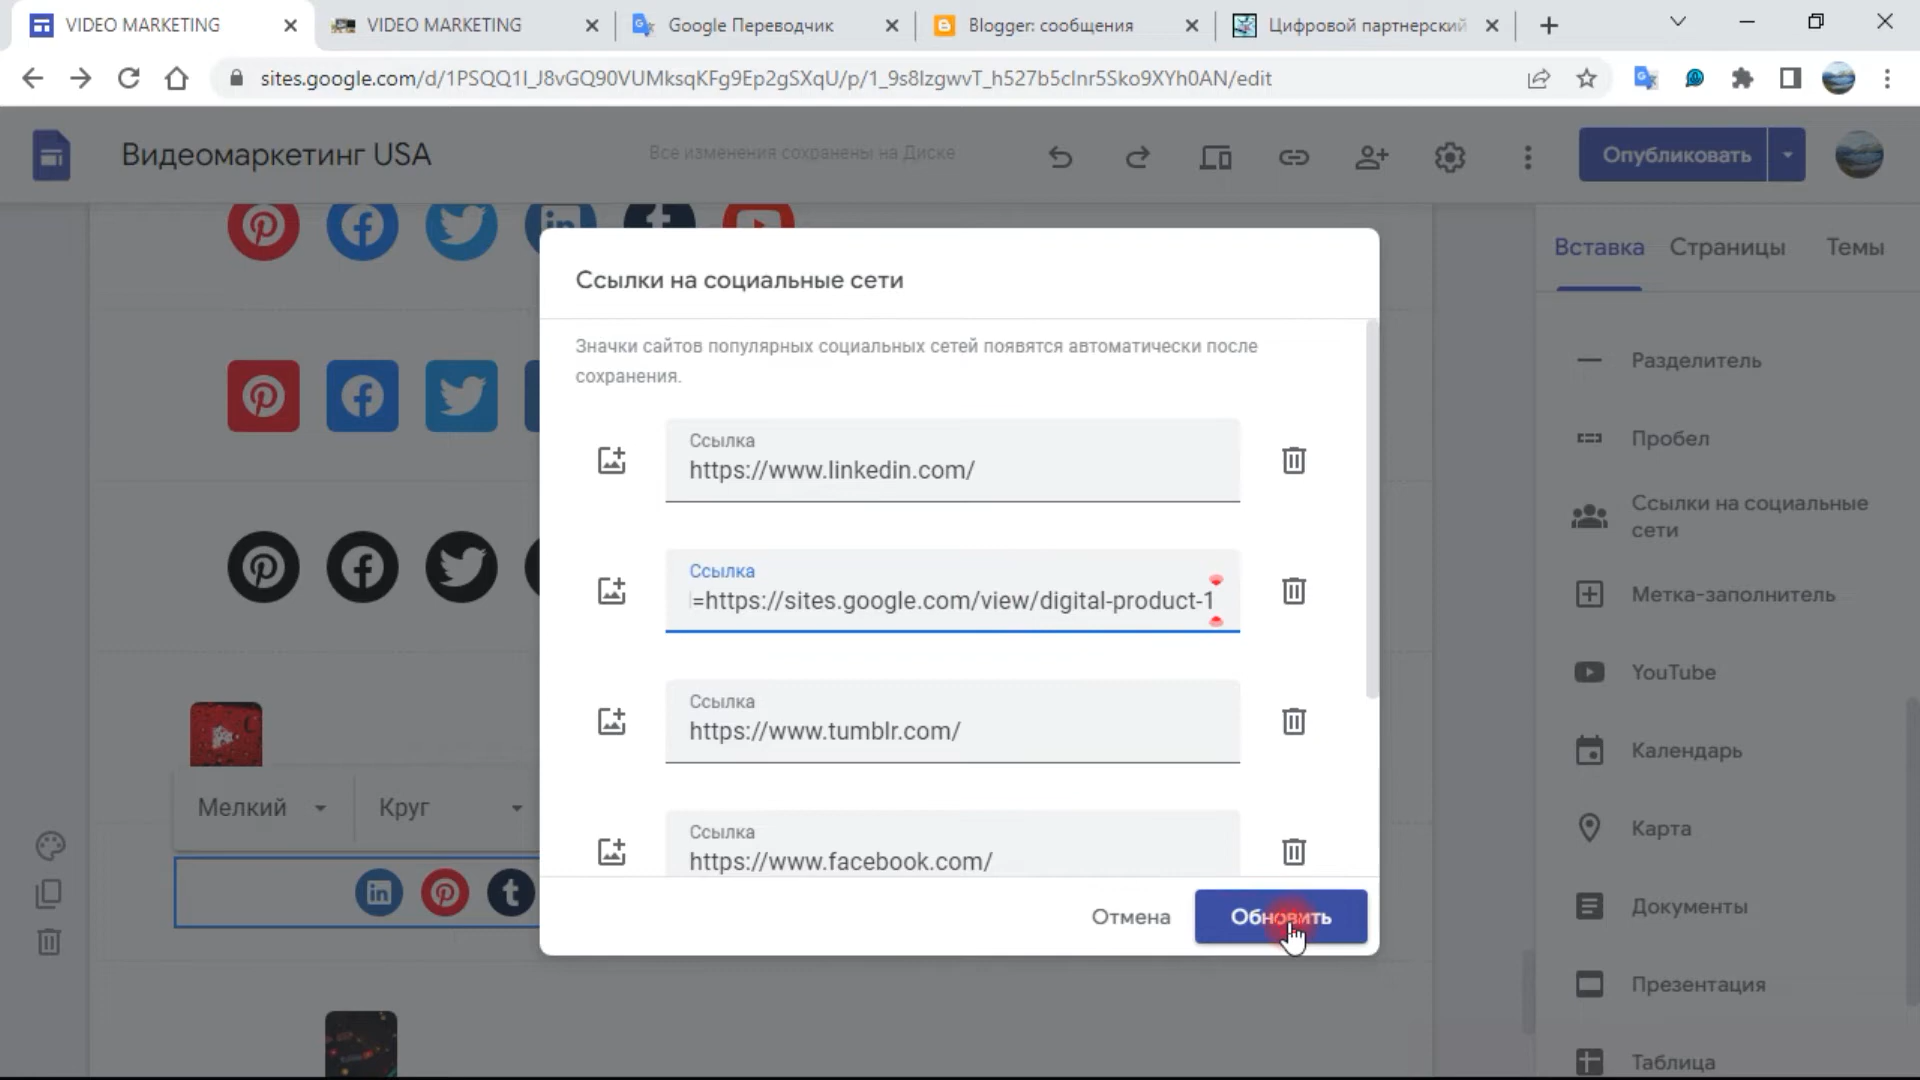 VIDEO MARKETING
VIDEO MARKETING
Google Переводчик
Blogger: сообщения
Цифровой партнерский
sites.google.com/d/1PSQQ1I_J8vGQ90VUMksqKFg9Ep2gSXqU/p/1_9s8IzgwvT_h527b5clnr5Sko9XYh0AN/edit
Видеомаркетинг USA
Все изменения сохранены на Диске
Опубликовать
Вставка
Страницы
Темы
Ссылки на социальные сети
Значки сайтов популярных социальных сетей появятся автоматически после
сохранения.
Ссылка
https://www.linkedin.com/
Ссылка
=https://sites.google.com/view/digital-product-1
Ссылка
https://www.tumblr.com/
Ссылка
https://www.facebook.com/
Отмена
Обновить
Мелкий
Круг
Разделитель
Пробел
Ссылки на социальные
сети
Метка-заполнитель
YouTube
Календарь
Карта
Документы
Презентация
Таблица